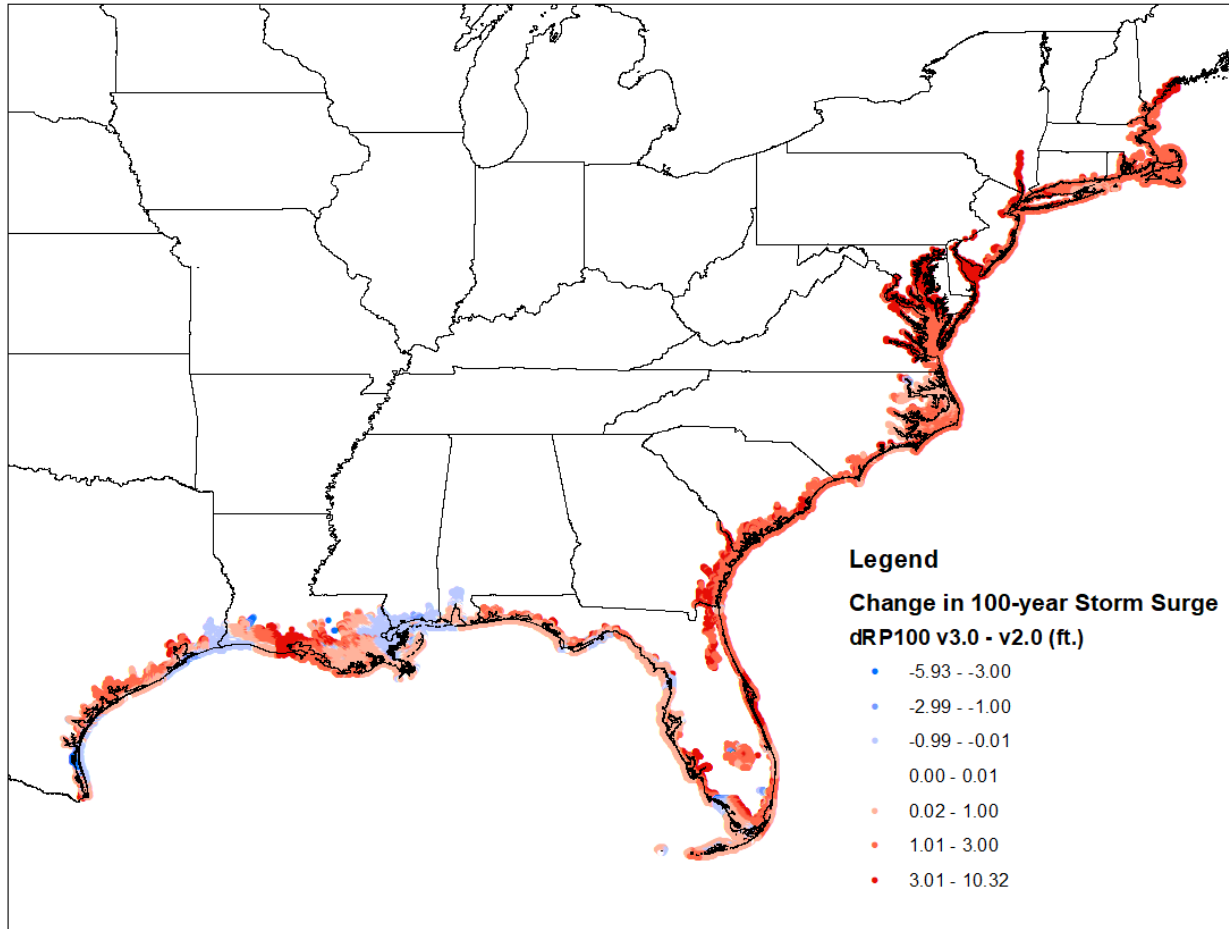 Legend
Change in 100-year Storm Surge
dRP100 v3.0 - v2.0 (ft.)
-5.93 - -3.00
-2.99 - -1.00
-0.99 - -0.01
0.00 - 0.01
0.02 - 1.00
1.01 - 3.00
3.01 - 10.32